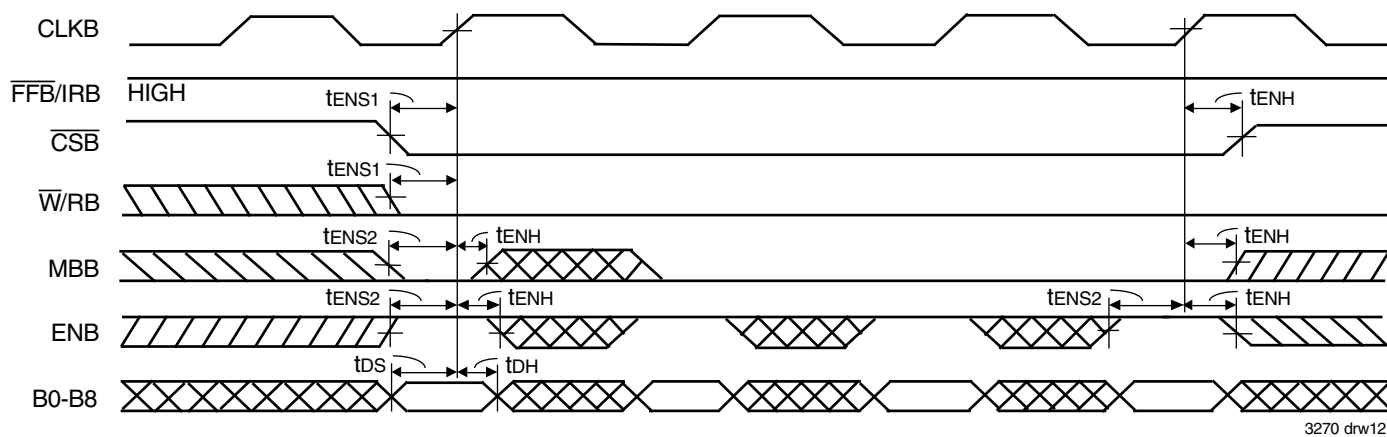 CLKB
FFB/IRB HIGH
tENS1 tENH
CSB
tENS1
W/RB
tENS2 tENH tENH
MBB
tENS2 tENH tENS2 tENH
ENB
tDS tDH
B0-B8
3270 drw12